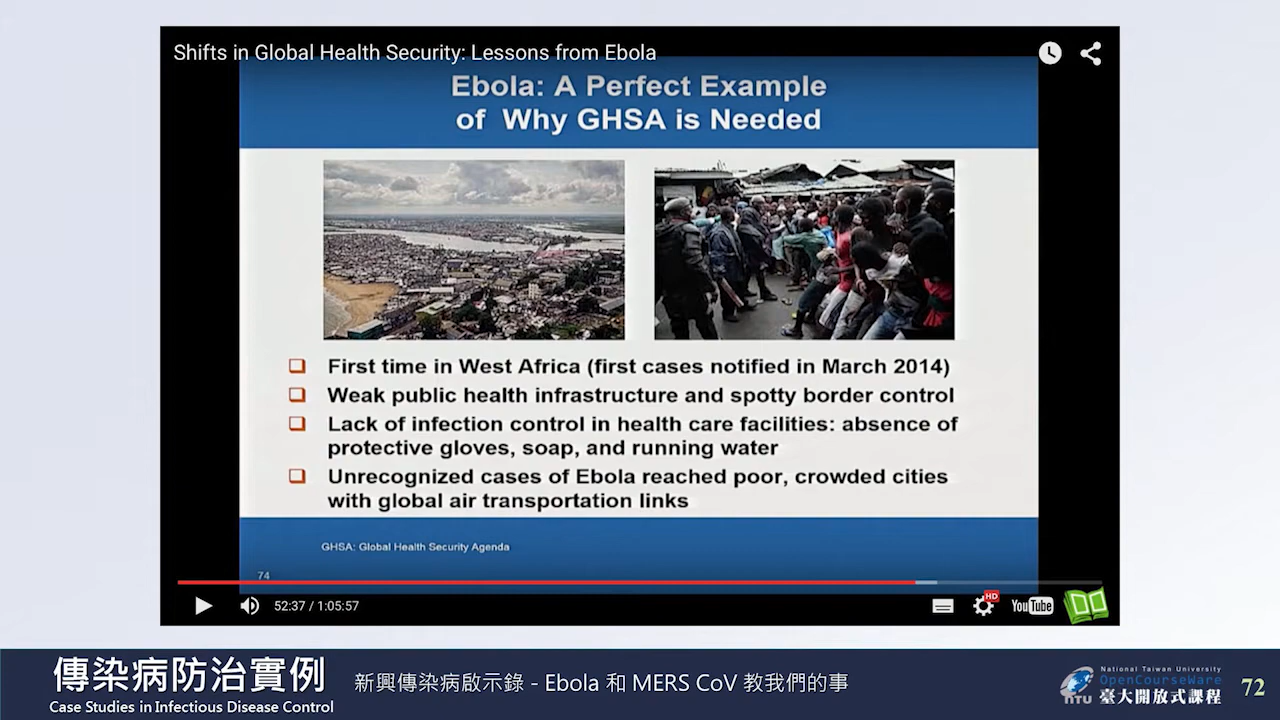 Shifts in Global Health Security: Lessons from Ebola
Ebola: A Perfect Example
of Why GHSA is Needed
First time in West Africa (first cases notified in March 2014)
Weak public health infrastructure and spotty border control
Lack of infection control in health care facilities: absence of
protective gloves, soap, and running water
Unrecognized cases of Ebola reached poor, crowded cities
with global air transportation links
GHSA: Global Health Security Agenda
74
52:37 / 1:05:57
HD
YouTube
傳染病防治實例
Case Studies in Infectious Disease Control
新興傳染病啟示錄 - Ebola 和 MERS CoV 教我們的事
National Taiwan University
OpenCourseWare
NTU 臺大開放式課程
72